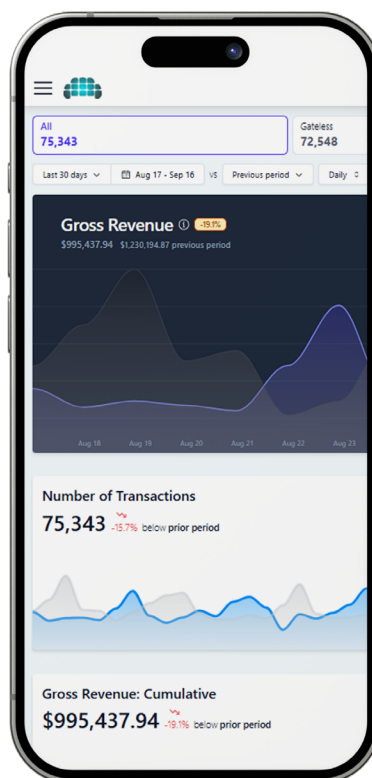 All
75,343
Gateless
72,548
Last 30 days
Aug 17 - Sep 16
VS
Previous period
Daily
Gross Revenue -19.1%
$995,437.94 $1,230,194.87 previous period
Aug 18 Aug 19 Aug 20 Aug 21 Aug 22 Aug 23
Number of Transactions
75,343 -15.7% below prior period
Gross Revenue: Cumulative
$995,437.94 -19.1% below prior period